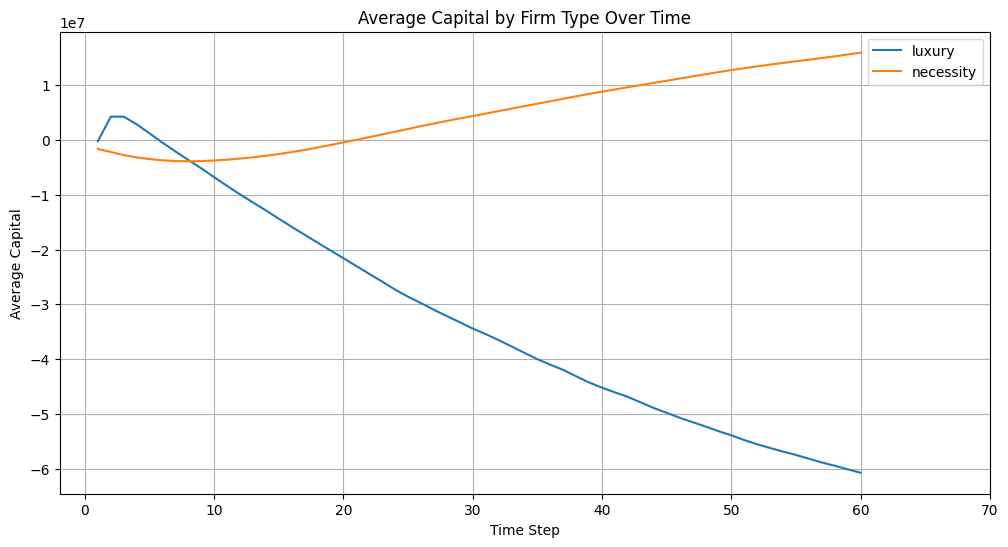 Average Capital by Firm Type Over Time
1e7
luxury
necessity
1
0
−1
−2
−3
−4
−5
−6
Average Capital
0 10 20 30 40 50 60 70
Time Step